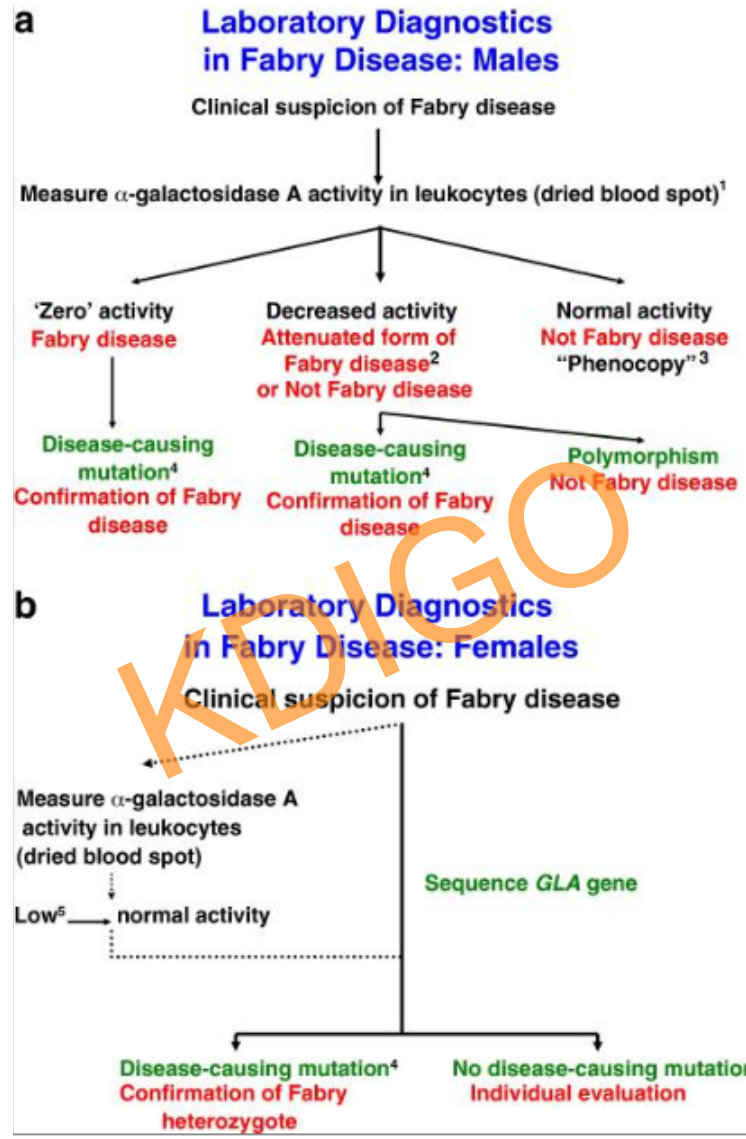 a
Laboratory Diagnostics
in Fabry Disease: Males
Clinical suspicion of Fabry disease
Measure α-galactosidase A activity in leukocytes (dried blood spot)¹
'Zero' activity
Fabry disease
Decreased activity
Attenuated form of
Fabry disease²
or Not Fabry disease
Normal activity
Not Fabry disease
"Phenocopy"³
Disease-causing
mutation⁴
Confirmation of Fabry
disease
Disease-causing
mutation⁴
Confirmation of Fabry
disease
Polymorphism
Not Fabry disease
KDIGO
b
Laboratory Diagnostics
in Fabry Disease: Females
Clinical suspicion of Fabry disease
Measure α-galactosidase A
activity in leukocytes
(dried blood spot)
Low⁵
normal activity
Sequence GLA gene
Disease-causing mutation⁴
Confirmation of Fabry
heterozygote
No disease-causing mutation
Individual evaluation